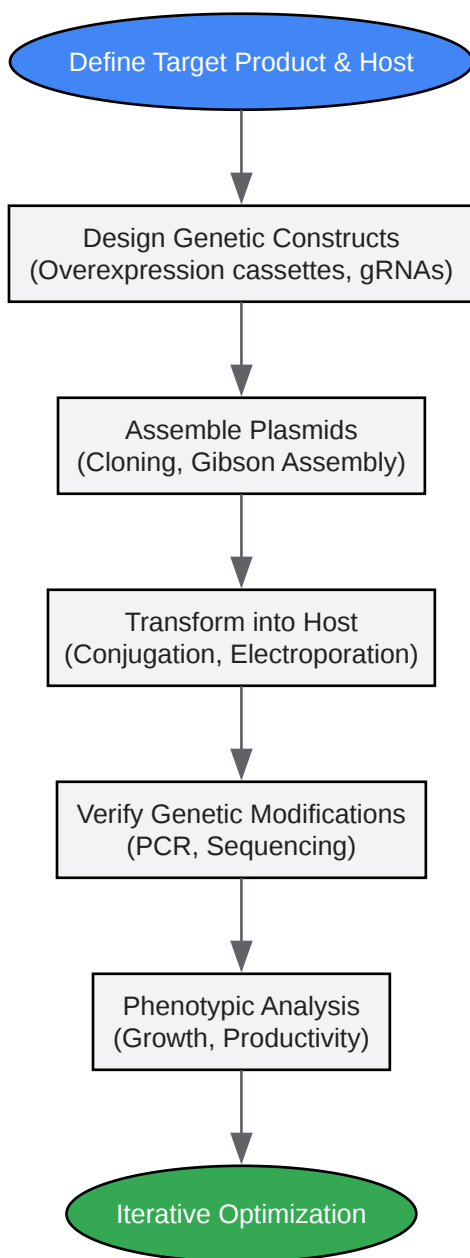 Define Target Product & Host
Design Genetic Constructs
(Overexpression cassettes, gRNAs)
Assemble Plasmids
(Cloning, Gibson Assembly)
Transform into Host
(Conjugation, Electroporation)
Verify Genetic Modifications
(PCR, Sequencing)
Phenotypic Analysis
(Growth, Productivity)
Iterative Optimization